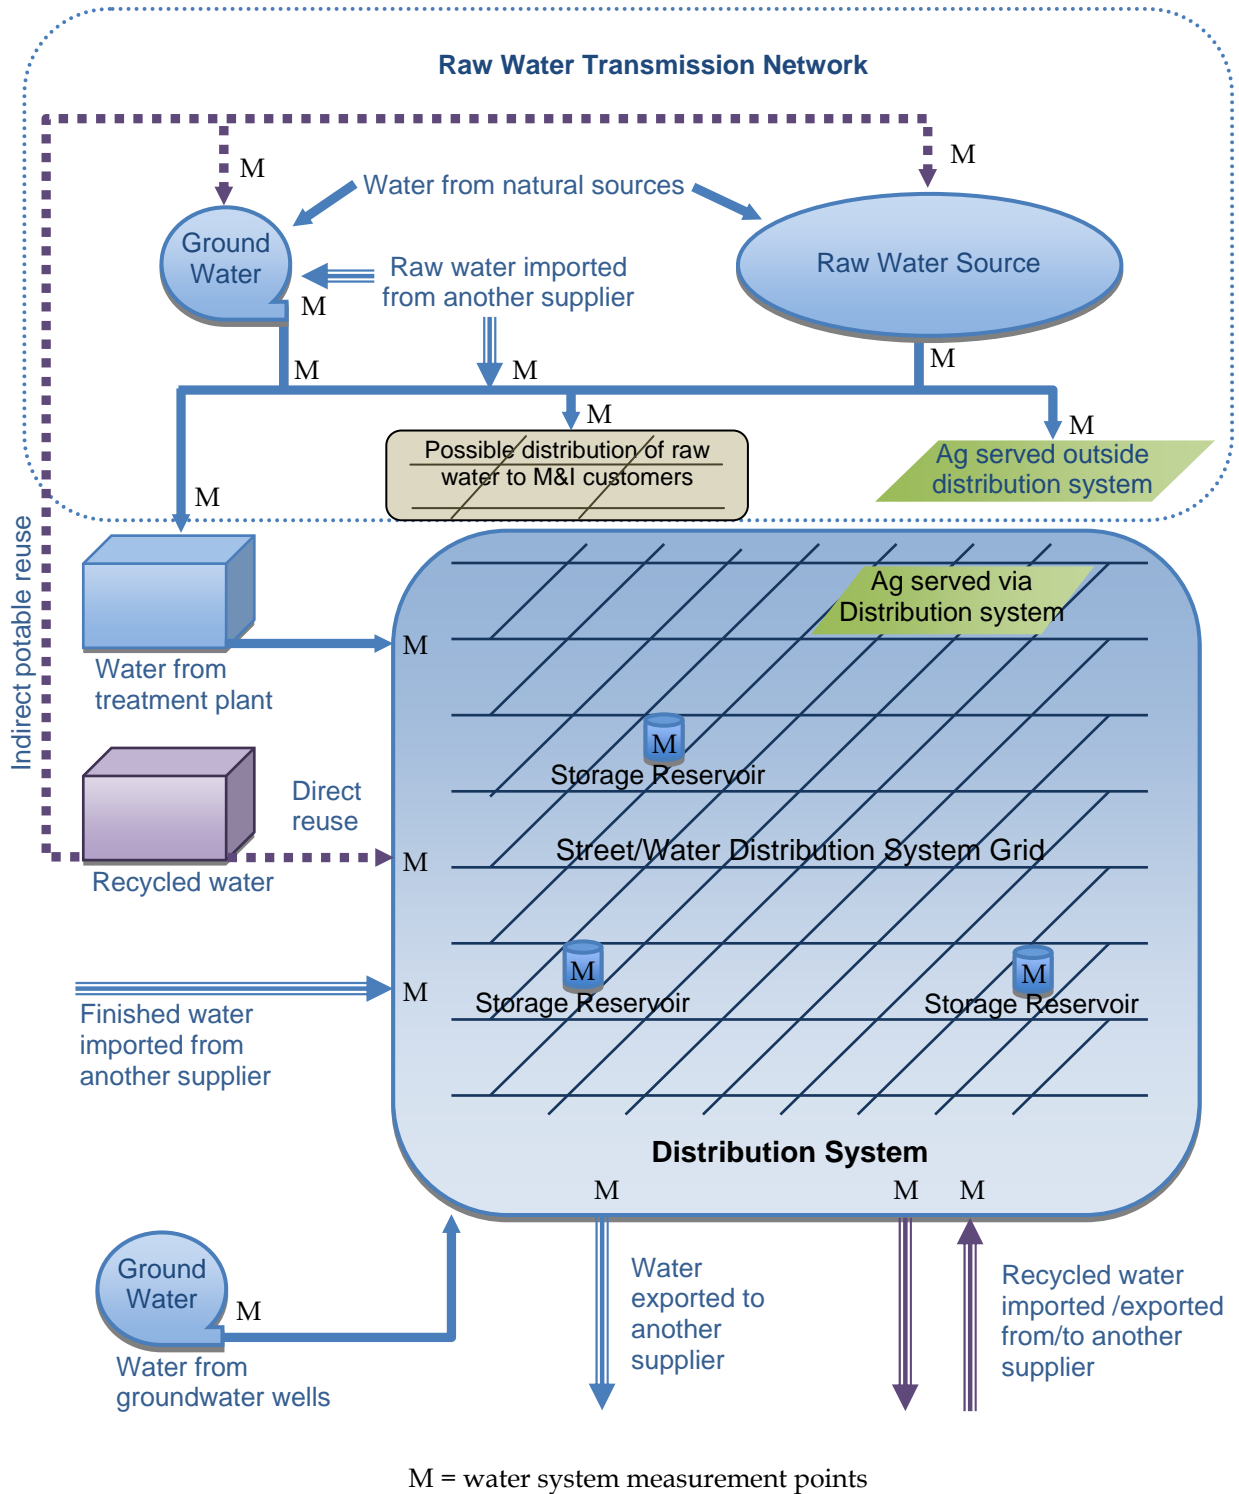 Raw Water Transmission Network
M
M
Water from natural sources
Ground
Water
Raw Water Source
Raw water imported
from another supplier
M
M
M
M
M
M
Possible distribution of raw
water to M&I customers
Ag served outside
distribution system
M
Indirect potable reuse
Ag served via
Distribution system
M
Water from
treatment plant
M
Storage Reservoir
Direct
reuse
Street/Water Distribution System Grid
M
Recycled water
M
M
M
Storage Reservoir
Storage Reservoir
Finished water
imported from
another supplier
Distribution System
M
M
M
Ground
Water
M
Water from
groundwater wells
Water
exported to
another
supplier
Recycled water
imported /exported
from/to another
supplier
M = water system measurement points